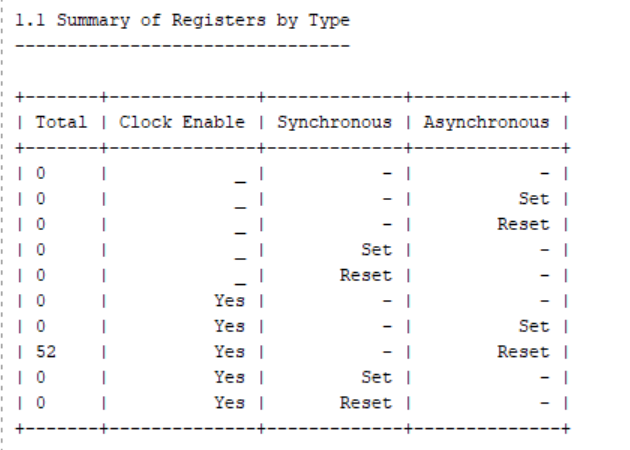 1.1 Summary of Registers by Type
--------------------------------
+-------+--------------+-------------+--------------+
| Total | Clock Enable | Synchronous | Asynchronous |
+-------+--------------+-------------+--------------+
| 0     |            _ |           - |            - |
| 0     |            _ |           - |          Set |
| 0     |            _ |           - |        Reset |
| 0     |            _ |         Set |            - |
| 0     |            _ |       Reset |            - |
| 0     |          Yes |           - |            - |
| 0     |          Yes |           - |          Set |
| 52    |          Yes |           - |        Reset |
| 0     |          Yes |         Set |            - |
| 0     |          Yes |       Reset |            - |
+-------+--------------+-------------+--------------+